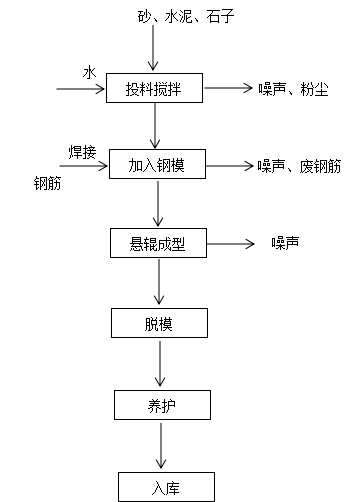 砂、水泥、石子
水
投料搅拌
噪声、粉尘
焊接
钢筋
加入钢模
噪声、废钢筋
悬辊成型
噪声
脱模
养护
入库